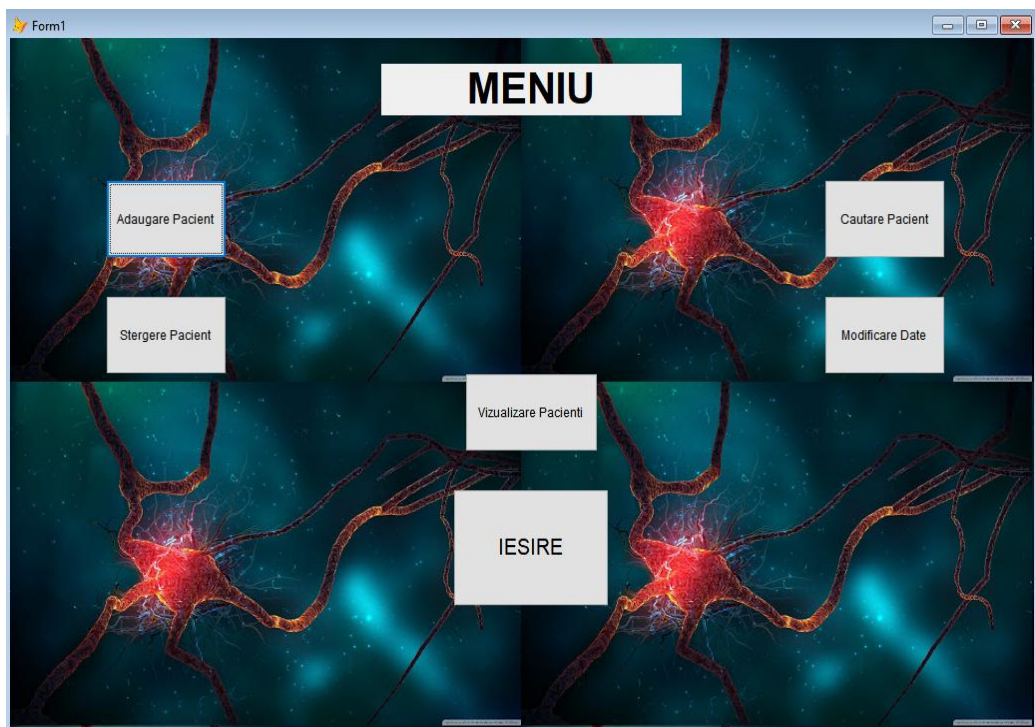 Form1
MENIU
Adaugare Pacient
Cautare Pacient
Stergere Pacient
Modificare Date
Vizualizare Pacienti
IESIRE